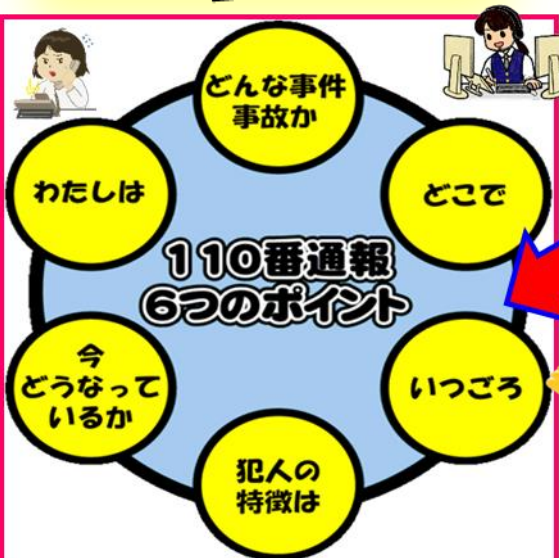 110番通報
6つのポイント
どんな事件
事故か
どこで
いつごろ
犯人の
特徴は
今
どうなって
いるか
わたしは